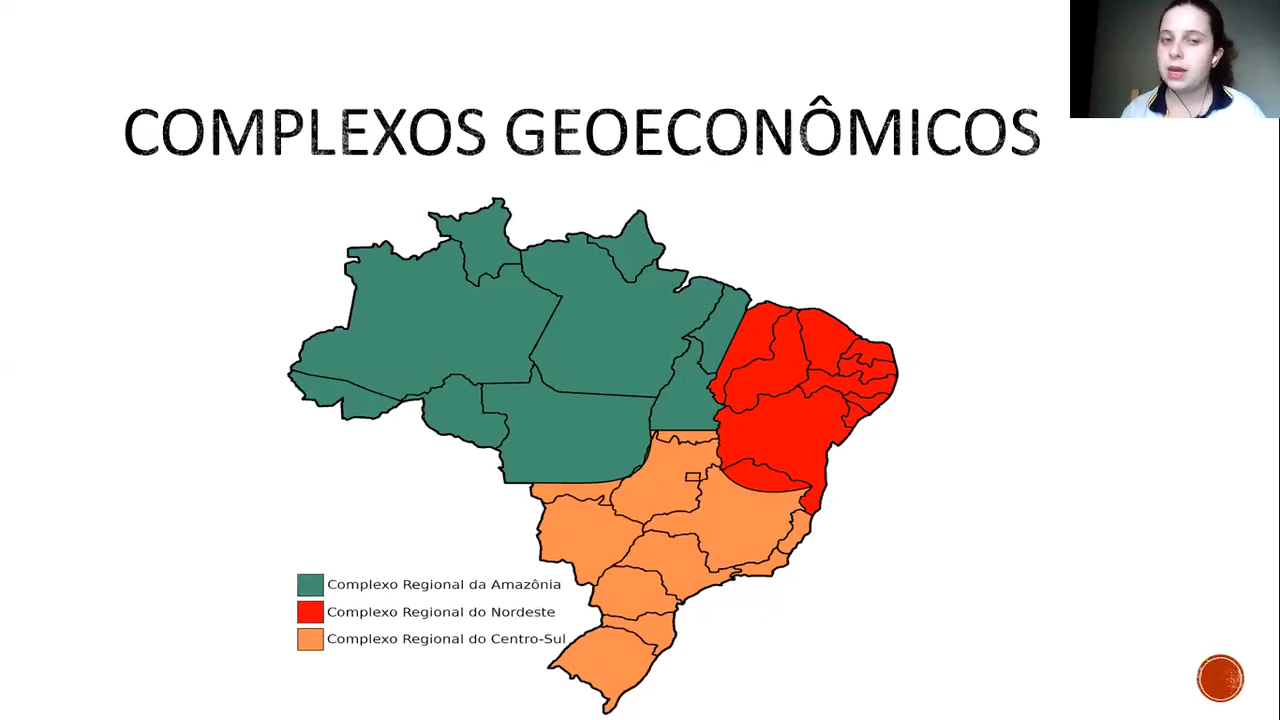 COMPLEXOS GEOECONÔMICOS
Complexo Regional da Amazônia
Complexo Regional do Nordeste
Complexo Regional do Centro-Sul